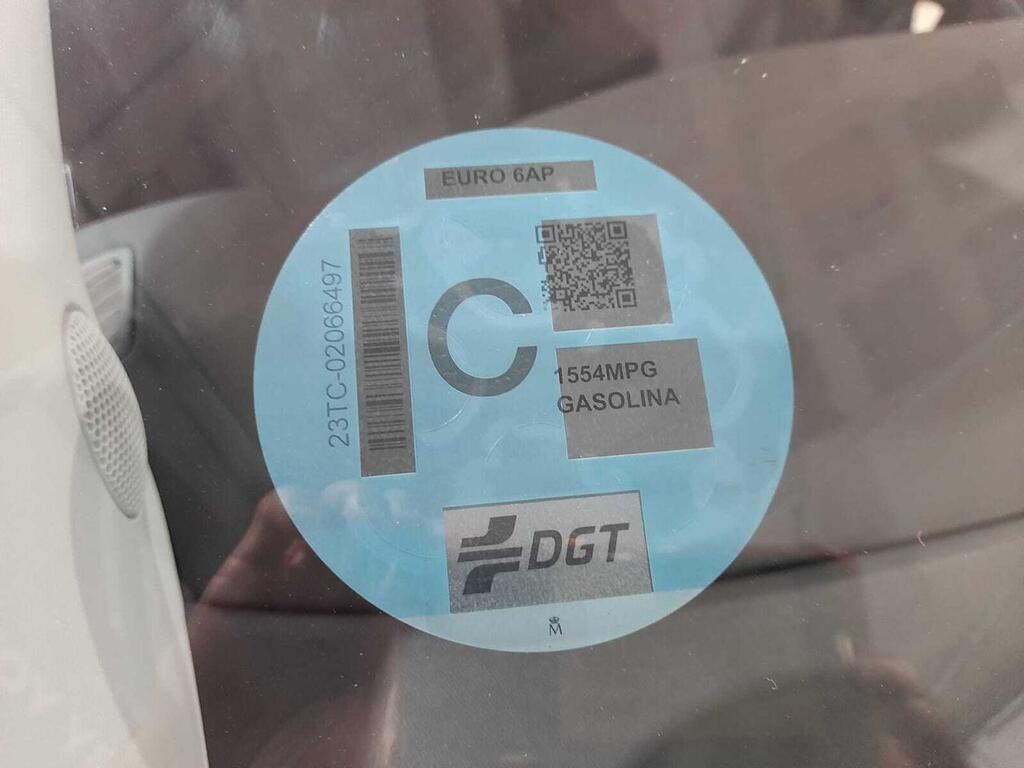 EURO 6AP
23TC-02066497
C
1554MPG
GASOLINA
DGT
M